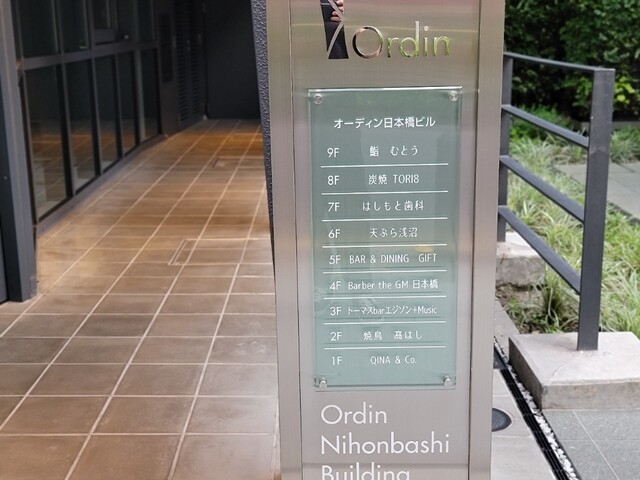 Ordin
オーディン日本橋ビル
9F 鮨 むとう
8F 炭焼 TORI8
7F はしもと歯科
6F 天ぷら浅沼
5F BAR & DINING GIFT
4F Barber the GM 日本橋
3F トーマスbarエジソン+Music
2F 焼鳥 髙はし
1F QINA & Co.
Ordin
Nihonbashi
Building